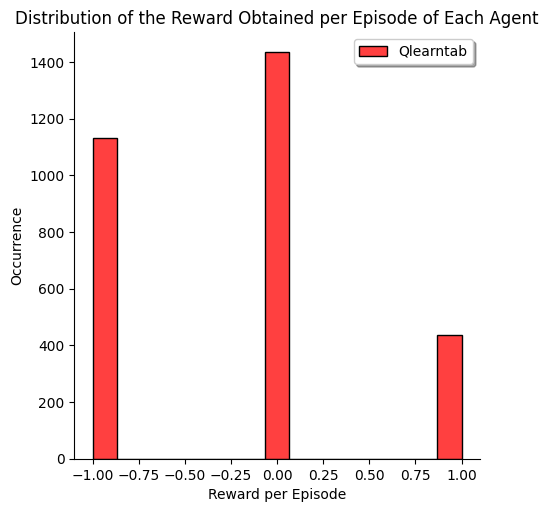 Distribution of the Reward Obtained per Episode of Each Agent
Qlearntab
1400
1200
1000
800
600
400
200
0
Occurrence
−1.00 −0.75 −0.50 −0.25 0.00 0.25 0.50 0.75 1.00
Reward per Episode